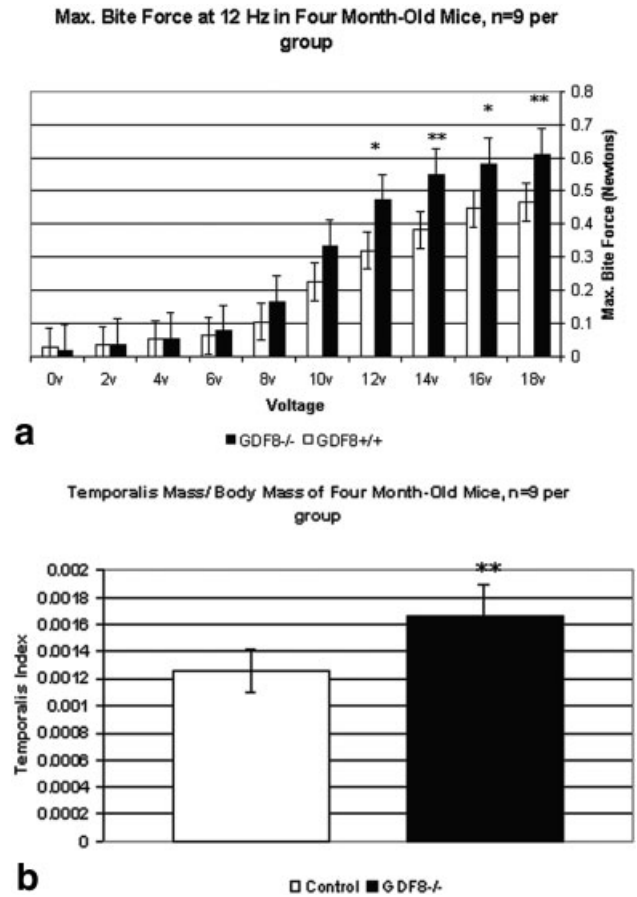 Max. Bite Force at 12 Hz in Four Month-Old Mice, n=9 per
group
0.8
**
*
0.7
**
*
0.6
0.5
0.4
0.3
0.2
0.1
0
Max. Bite Force (Newtons)
0v 2v 4v 6v 8v 10v 12v 14v 16v 18v
Voltage
a
GDF8-/- GDF8+/+
Temporalis Mass/ Body Mass of Four Month-Old Mice, n=9 per
group
**
0.002
0.0018
0.0016
0.0014
0.0012
0.001
0.0008
0.0006
0.0004
0.0002
0
Temporalis Index
b
Control GDF8-/-